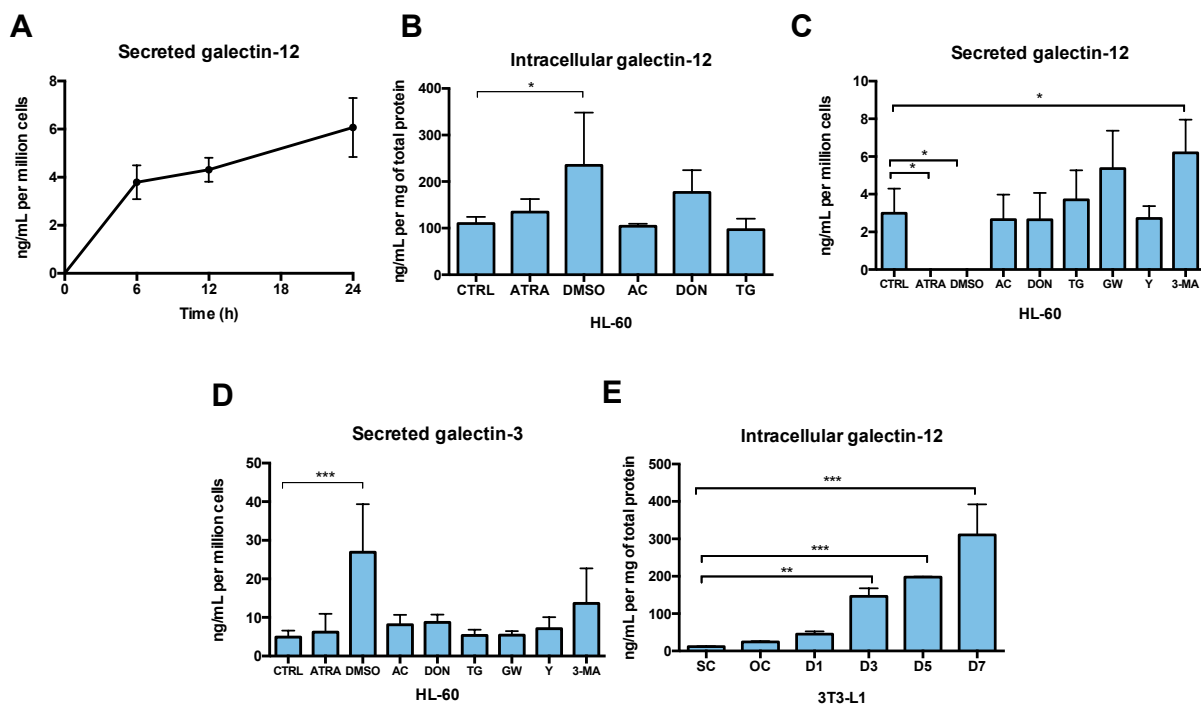 A
Secreted galectin-12
ng/mL per million cells
8
6
4
2
0
0 6 12 18 24
Time (h)
B
Intracellular galectin-12
ng/mL per mg of total protein
400
300
200
100
0
*
CTRL ATRA DMSO AC DON TG
HL-60
C
Secreted galectin-12
ng/mL per million cells
10
8
6
4
2
0
*
*
*
CTRL ATRA DMSO AC DON TG GW Y 3-MA
HL-60
D
Secreted galectin-3
ng/mL per million cells
50
40
30
20
10
0
***
CTRL ATRA DMSO AC DON TG GW Y 3-MA
HL-60
E
Intracellular galectin-12
ng/mL per mg of total protein
500
400
300
200
100
0
***
***
**
SC OC D1 D3 D5 D7
3T3-L1